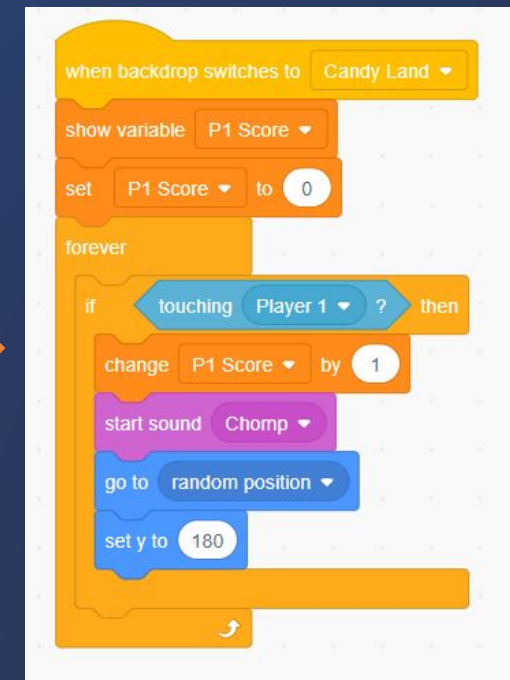 when backdrop switches to Candy Land
show variable P1 Score
set P1 Score to 0
forever
if touching Player 1 ? then
change P1 Score by 1
start sound Chomp
go to random position
set y to 180